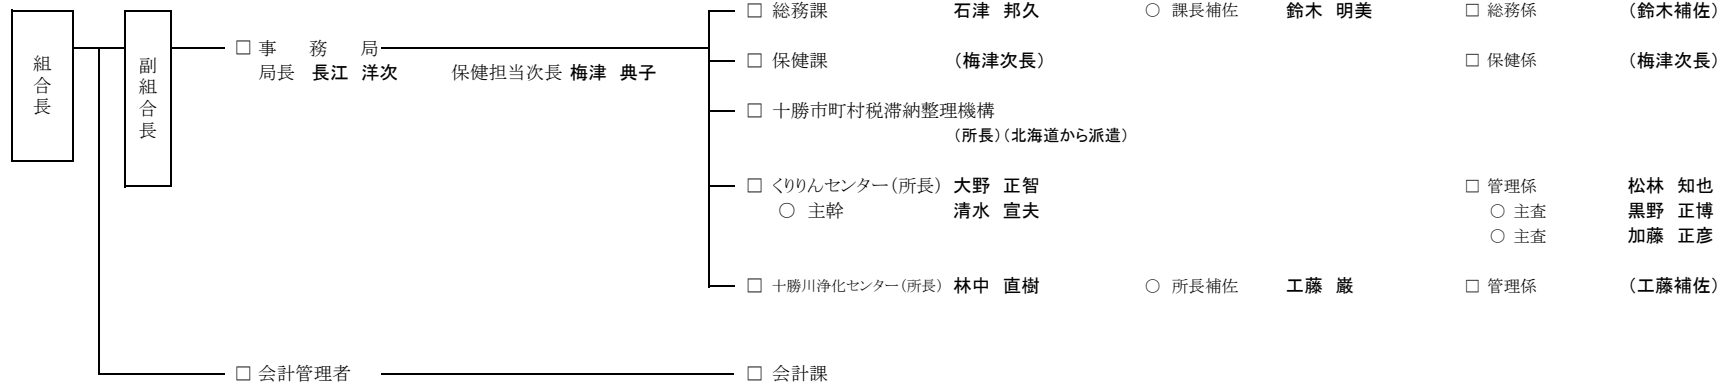 組合長
副組合長
□ 総務課 石津 邦久 ○ 課長補佐 鈴木 明美 □ 総務係 (鈴木補佐)
□ 事務局
局長 長江 洋次 保健担当次長 梅津 典子
□ 保健課 (梅津次長) □ 保健係 (梅津次長)
□ 十勝市町村税滞納整理機構
(所長)(北海道から派遣)
□ くりりんセンター(所長) 大野 正智 □ 管理係 松林 知也
○ 主幹 清水 宣夫 ○ 主査 黒野 正博
○ 主査 加藤 正彦
□ 十勝川浄化センター(所長) 林中 直樹 ○ 所長補佐 工藤 巌 □ 管理係 (工藤補佐)
□ 会計管理者 □ 会計課